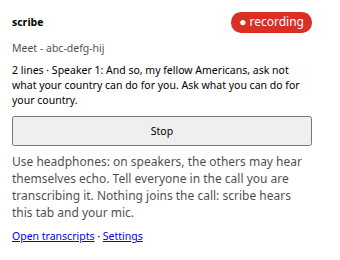 scribe
● recording
Meet - abc-defg-hij
2 lines · Speaker 1: And so, my fellow Americans, ask not
what your country can do for you. Ask what you can do for
your country.
Stop
Use headphones: on speakers, the others may hear
themselves echo. Tell everyone in the call you are
transcribing it. Nothing joins the call: scribe hears
this tab and your mic.
Open transcripts · Settings